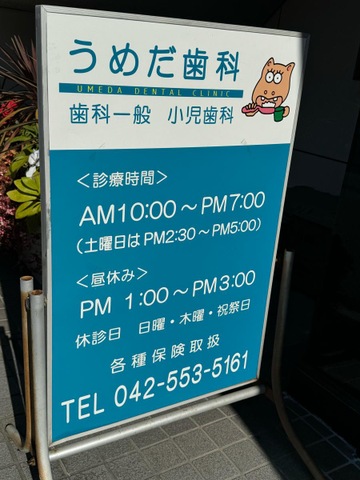 うめだ歯科
UMEDA DENTAL CLINIC
歯科一般 小児歯科
＜診療時間＞
AM10:00～PM7:00
(土曜日はPM2:30～PM5:00)
＜昼休み＞
PM 1:00～PM3:00
休診日 日曜・木曜・祝祭日
各種保険取扱
TEL 042-553-5161